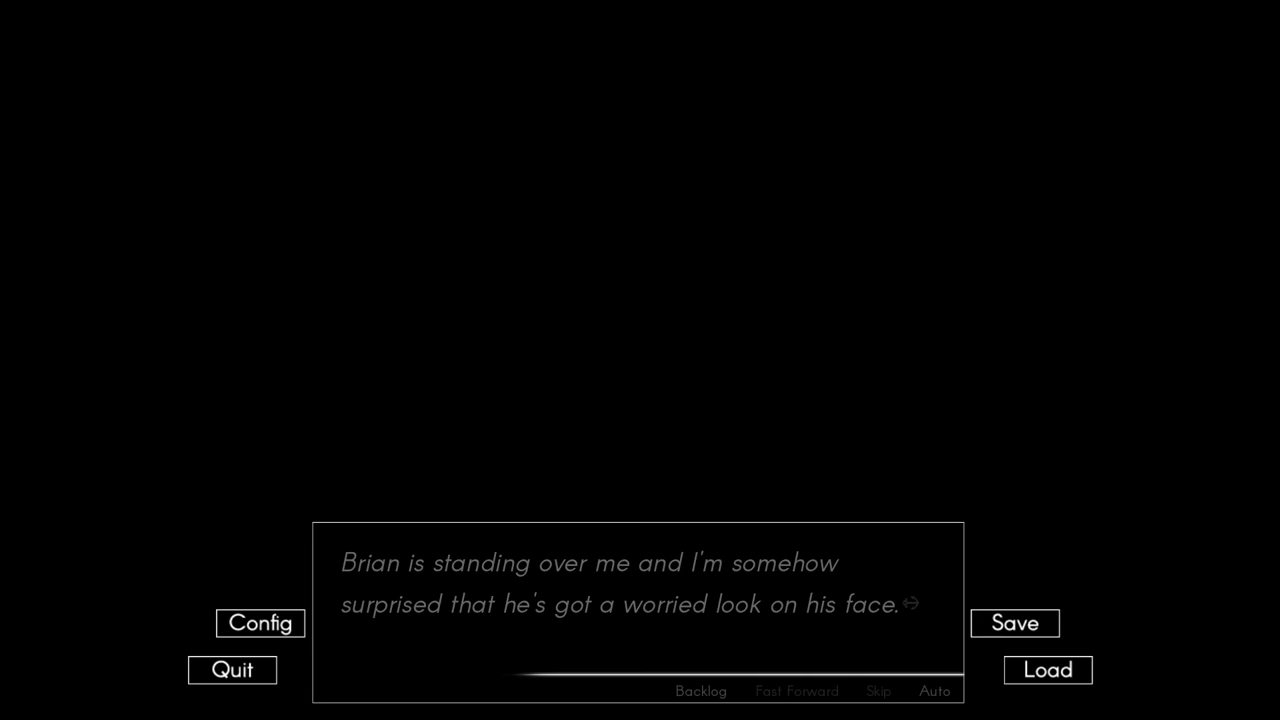 Brian is standing over me and I'm somehow
surprised that he's got a worried look on his face.
Config
Save
Quit
Load
Backlog Fast Forward Skip Auto